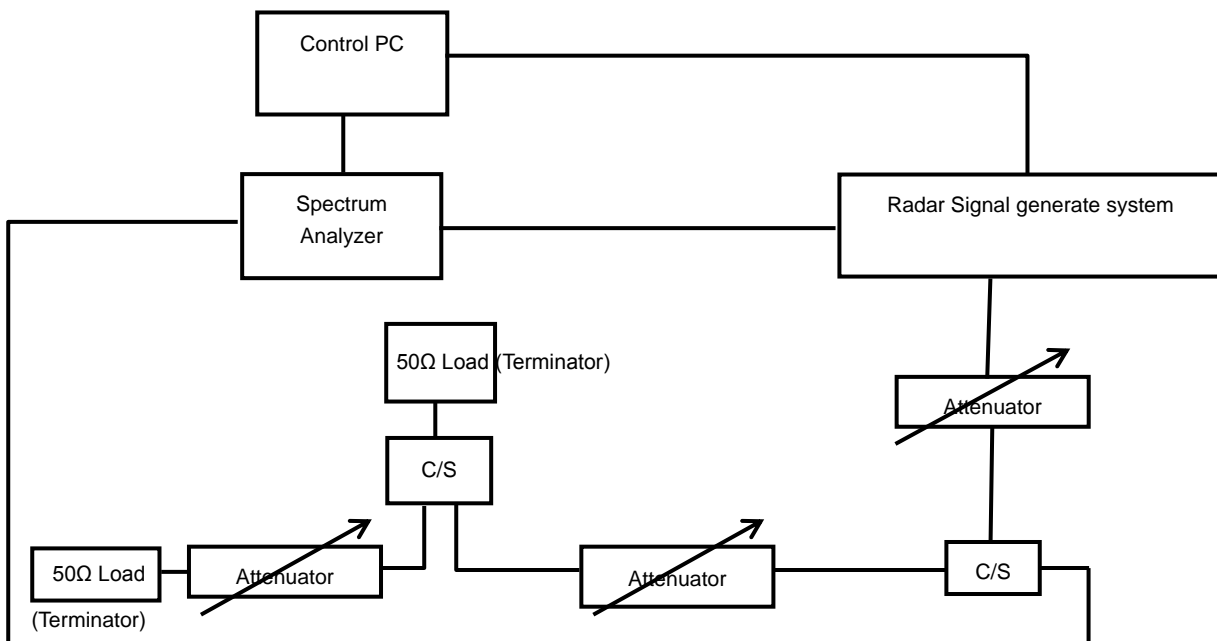 Control PC
Spectrum
Analyzer
Radar Signal generate system
50Ω Load (Terminator)
Attenuator
C/S
50Ω Load
(Terminator)
Attenuator
Attenuator
C/S